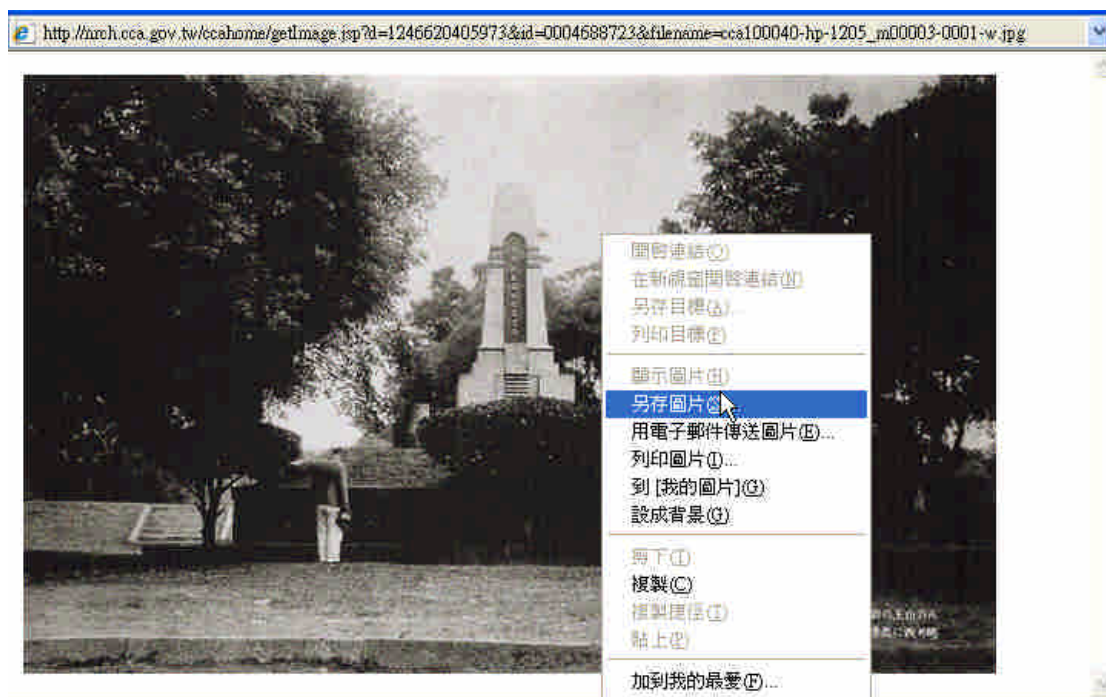 http://nrch.cca.gov.tw/ccahome/getImage.jsp?d=1246620405973&id=0004688723&filename=cca100040-hp-1205_m00003-0001-w.jpg
開啟連結(O)
在新視窗開啟連結(N)
另存目標(A)...
列印目標(P)
顯示圖片(H)
另存圖片(S)
用電子郵件傳送圖片(E)...
列印圖片(I)...
到 [我的圖片](G)
設成背景(G)
剪下(T)
複製(C)
複製捷徑(T)
貼上(P)
加到我的最愛(F)...